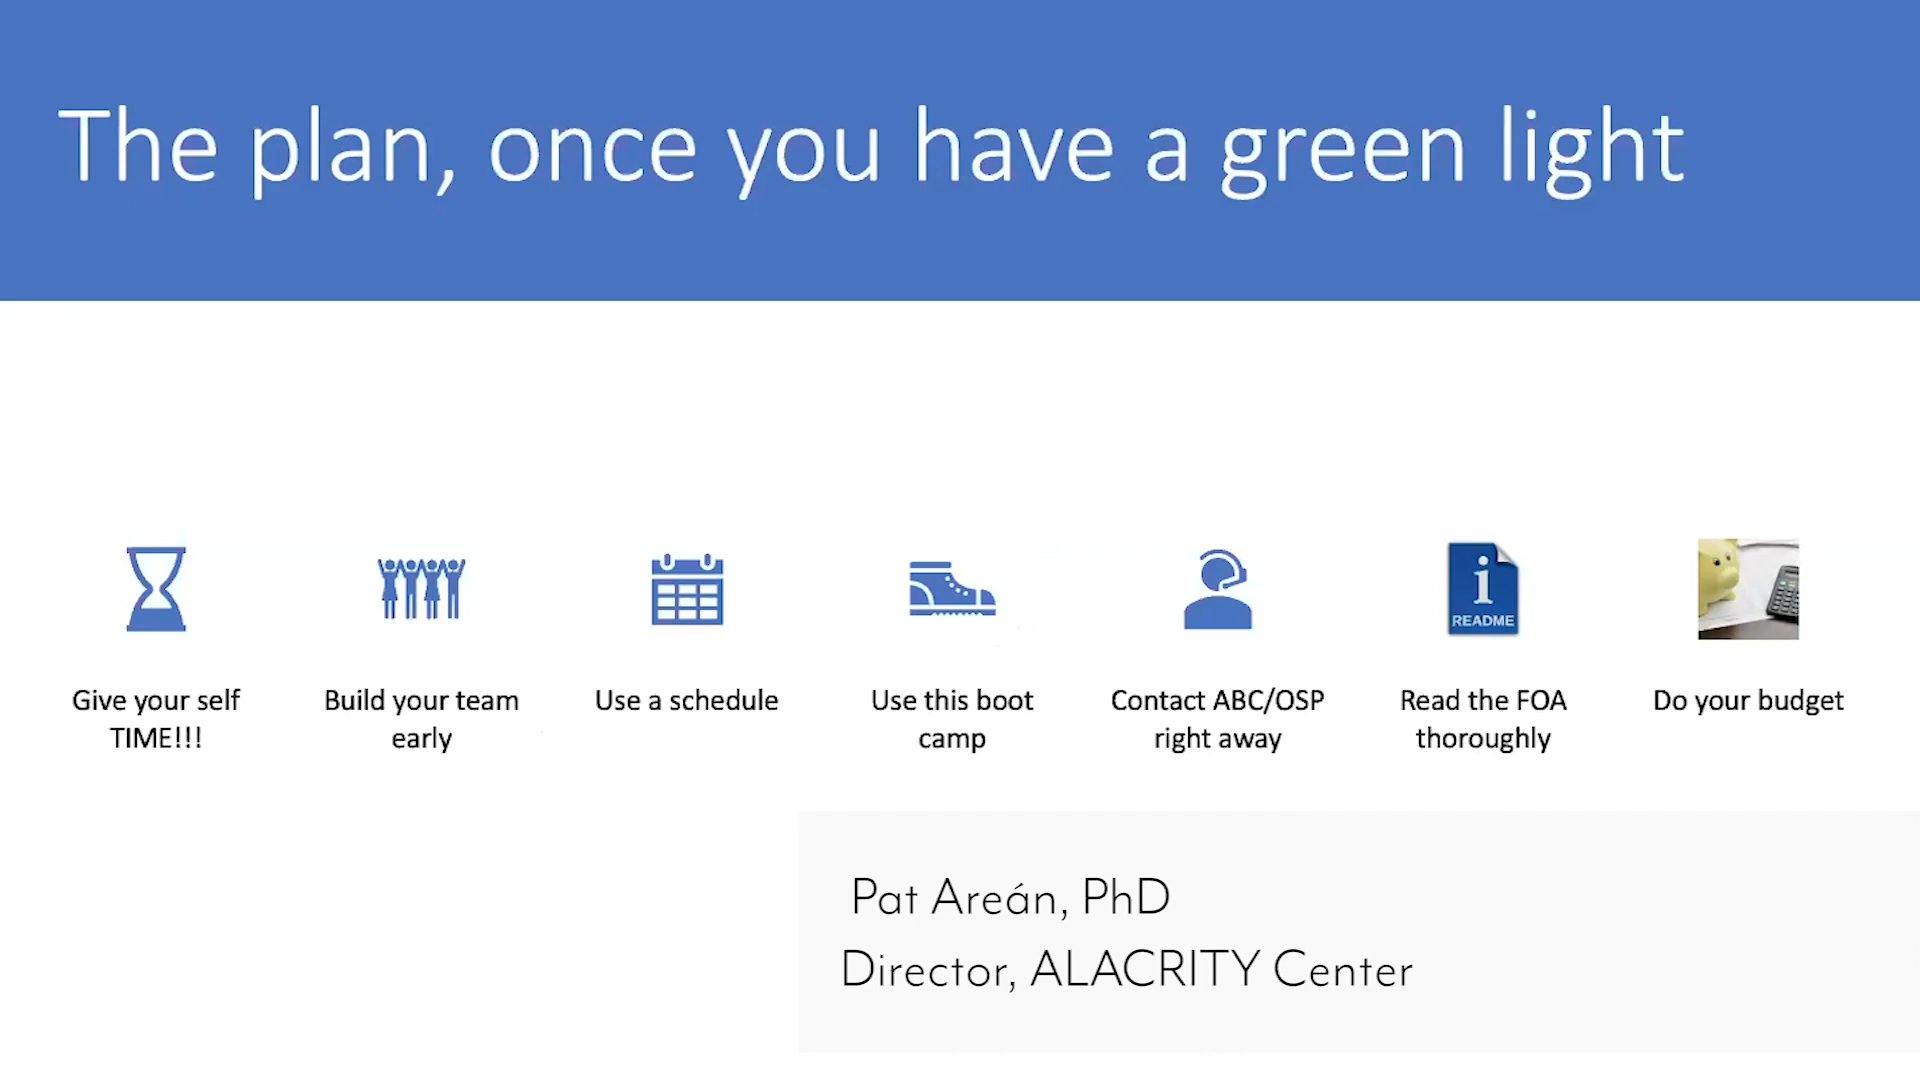 The plan, once you have a green light
Give your self
TIME!!!
Build your team
early
Use a schedule
Use this boot
camp
Contact ABC/OSP
right away
README
Read the FOA
thoroughly
Do your budget
Pat Areán, PhD
Director, ALACRITY Center